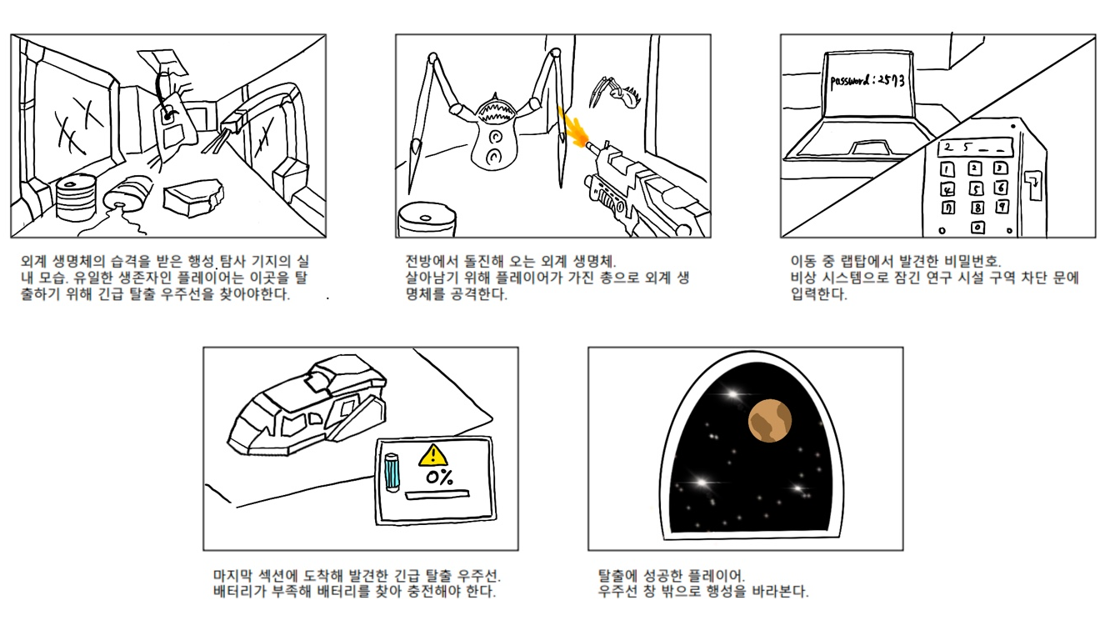 외계 생명체의 습격을 받은 행성 탐사 기지의 실
내 모습. 유일한 생존자인 플레이어는 이곳을 탈
출하기 위해 긴급 탈출 우주선을 찾아야한다.
전방에서 돌진해 오는 외계 생명체.
살아남기 위해 플레이어가 가진 총으로 외계 생
명체를 공격한다.
password:2573
2 5 _ _
1 2 3
4 5 6
7 8 9
0
이동 중 랩탑에서 발견한 비밀번호.
비상 시스템으로 잠긴 연구 시설 구역 차단 문에
입력한다.
0%
마지막 섹션에 도착해 발견한 긴급 탈출 우주선.
배터리가 부족해 배터리를 찾아 충전해야 한다.
탈출에 성공한 플레이어.
우주선 창 밖으로 행성을 바라본다.